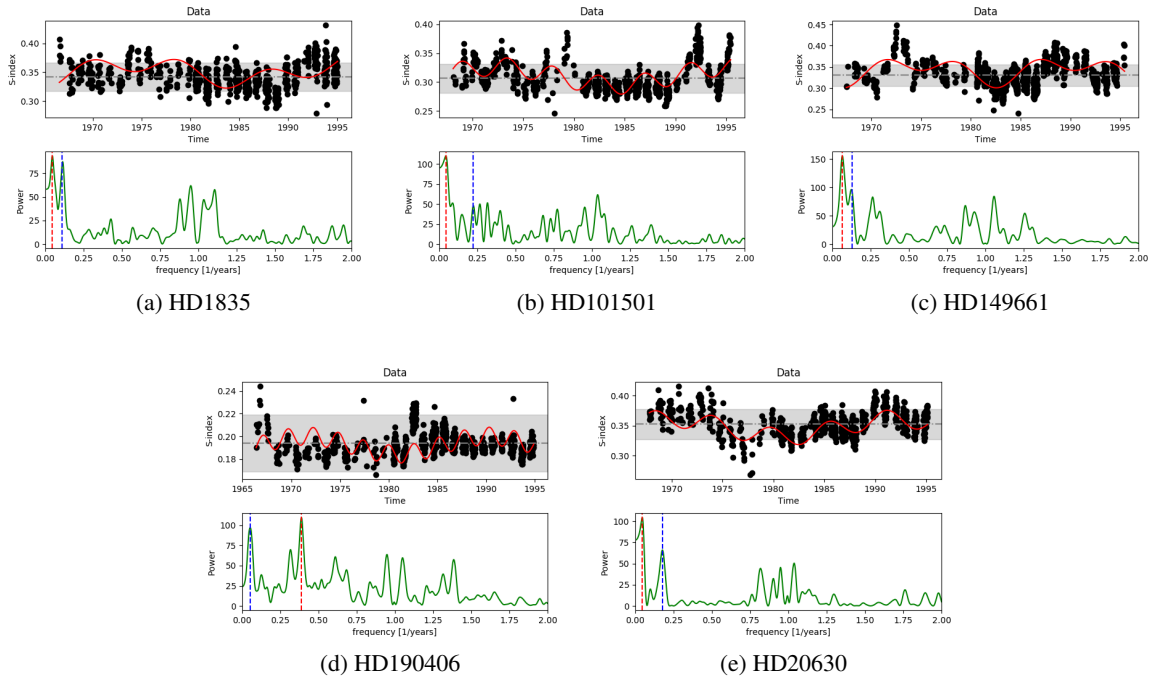 Data
S-index
0.40
0.35
0.30
1970 1975 1980 1985 1990 1995
Time
Power
75
50
25
0
0.00 0.25 0.50 0.75 1.00 1.25 1.50 1.75 2.00
frequency [1/years]
(a) HD1835
Data
S-index
0.40
0.35
0.30
0.25
1970 1975 1980 1985 1990 1995
Time
Power
100
75
50
25
0
0.00 0.25 0.50 0.75 1.00 1.25 1.50 1.75 2.00
frequency [1/years]
(b) HD101501
Data
S-index
0.45
0.40
0.35
0.30
0.25
1970 1975 1980 1985 1990 1995
Time
Power
150
100
50
0
0.00 0.25 0.50 0.75 1.00 1.25 1.50 1.75 2.00
frequency [1/years]
(c) HD149661
Data
S-index
0.24
0.22
0.20
0.18
1965 1970 1975 1980 1985 1990 1995
Time
Power
100
75
50
25
0
0.00 0.25 0.50 0.75 1.00 1.25 1.50 1.75 2.00
frequency [1/years]
(d) HD190406
Data
S-index
0.40
0.35
0.30
1970 1975 1980 1985 1990 1995
Time
Power
100
75
50
25
0
0.00 0.25 0.50 0.75 1.00 1.25 1.50 1.75 2.00
frequency [1/years]
(e) HD20630